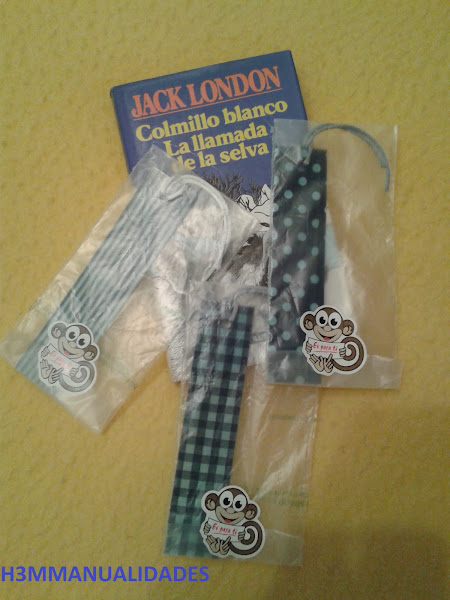 JACK LONDON
Colmillo blanco
La llamada
de la selva
Es para ti
Es para ti
Es para ti
H3MMANUALIDADES